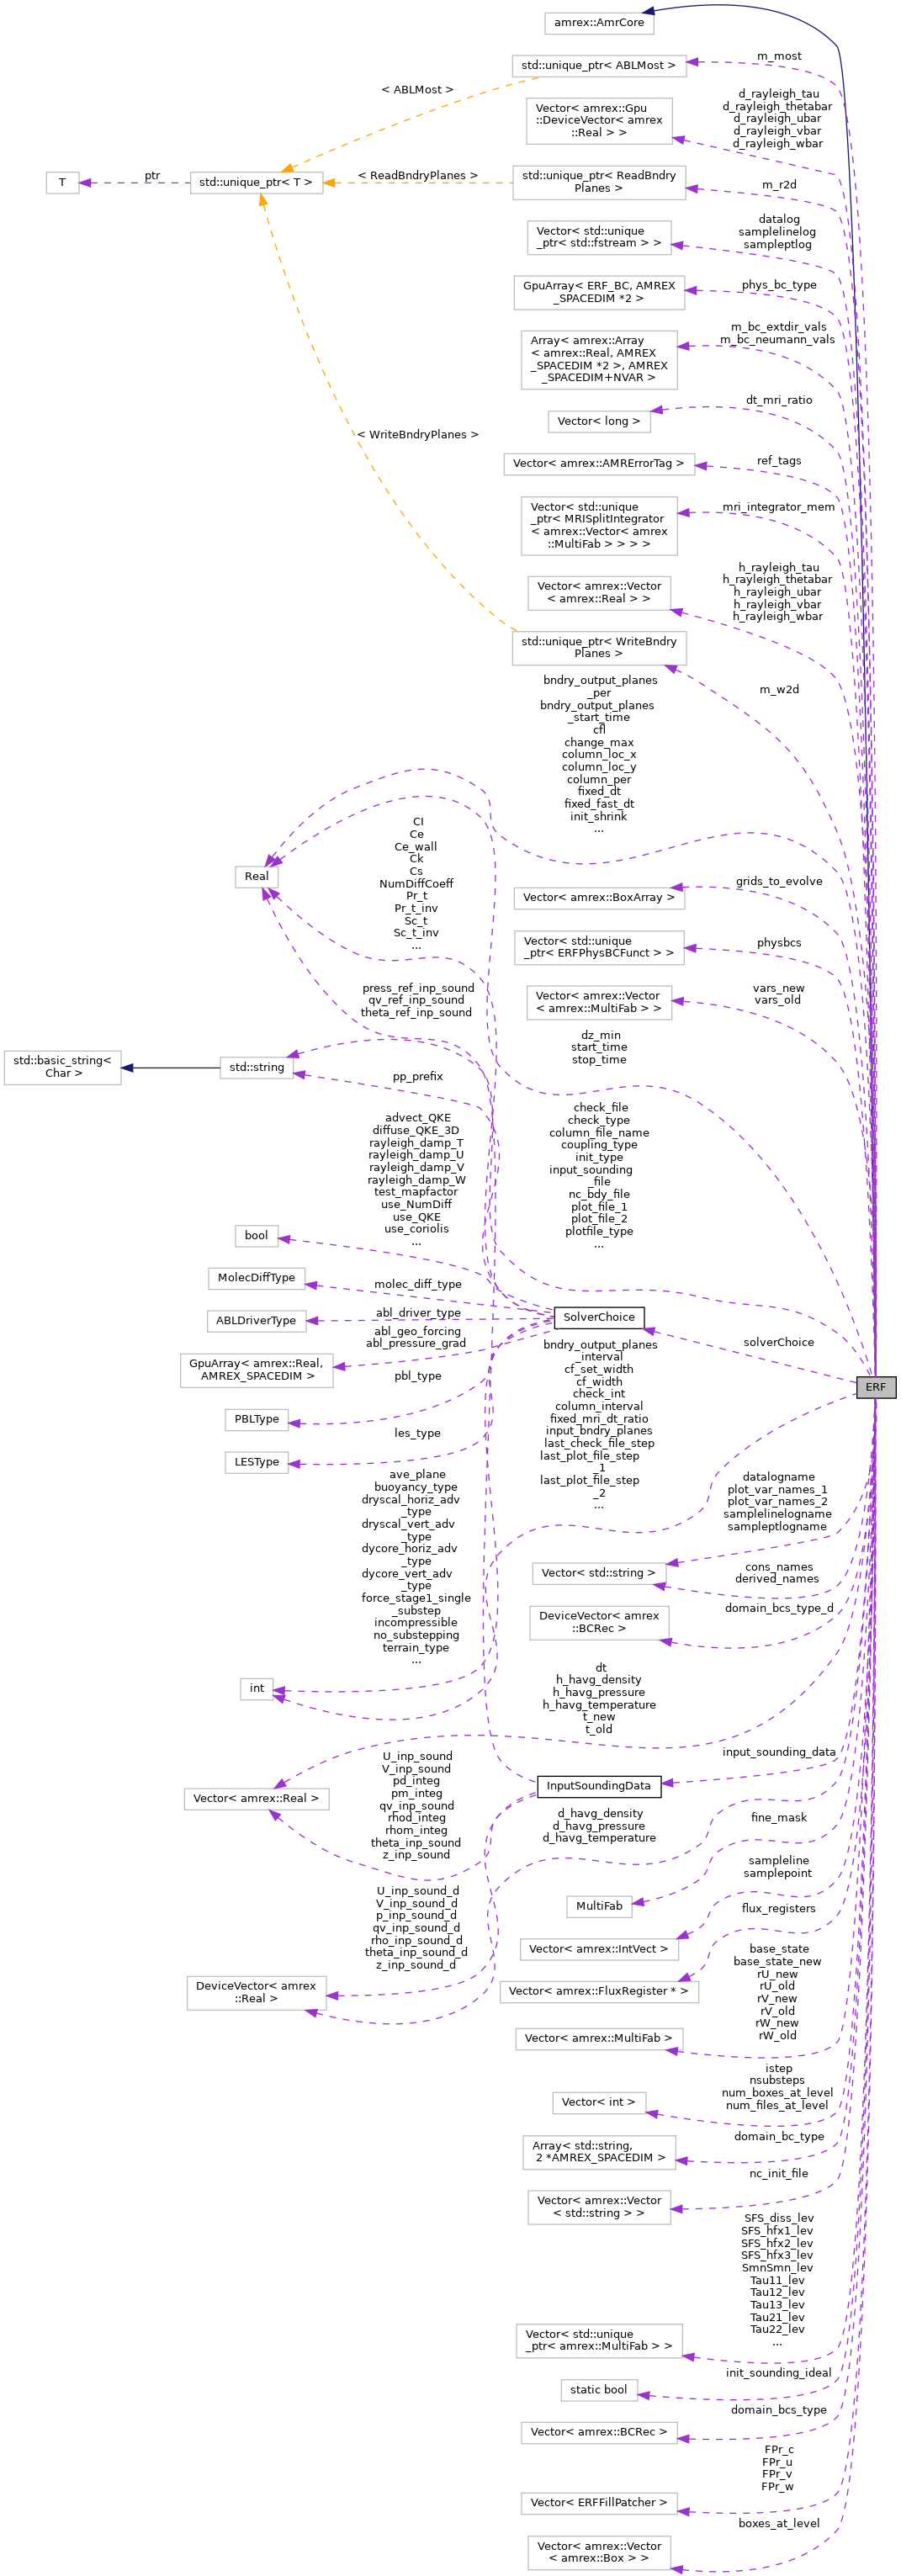 amrex::AmrCore
m_most
std::unique_ptr< ABLMost >
< ABLMost >
d_rayleigh_tau
d_rayleigh_thetabar
d_rayleigh_ubar
d_rayleigh_vbar
d_rayleigh_wbar
Vector< amrex::Gpu
::DeviceVector< amrex
::Real > >
T
ptr
std::unique_ptr< T >
< ReadBndryPlanes >
std::unique_ptr< ReadBndry
Planes >
m_r2d
Vector< std::unique
_ptr< std::fstream > >
datalog
samplelinelog
sampleptlog
GpuArray< ERF_BC, AMREX
_SPACEDIM *2 >
phys_bc_type
Array< amrex::Array
< amrex::Real, AMREX
_SPACEDIM *2 >, AMREX
_SPACEDIM+NVAR >
m_bc_extdir_vals
m_bc_neumann_vals
Vector< long >
dt_mri_ratio
< WriteBndryPlanes >
Vector< amrex::AMRErrorTag >
ref_tags
Vector< std::unique
_ptr< MRISplitIntegrator
< amrex::Vector< amrex
::MultiFab > > > >
mri_integrator_mem
Vector< amrex::Vector
< amrex::Real > >
h_rayleigh_tau
h_rayleigh_thetabar
h_rayleigh_ubar
h_rayleigh_vbar
h_rayleigh_wbar
std::unique_ptr< WriteBndry
Planes >
m_w2d
bndry_output_planes
_per
bndry_output_planes
_start_time
cfl
change_max
column_loc_x
column_loc_y
column_per
fixed_dt
fixed_fast_dt
init_shrink
...
Real
CI
Ce
Ce_wall
Ck
Cs
NumDiffCoeff
Pr_t
Pr_t_inv
Sc_t
Sc_t_inv
...
Vector< amrex::BoxArray >
grids_to_evolve
Vector< std::unique
_ptr< ERFPhysBCFunct > >
physbcs
press_ref_inp_sound
qv_ref_inp_sound
theta_ref_inp_sound
Vector< amrex::Vector
< amrex::MultiFab > >
vars_new
vars_old
dz_min
start_time
stop_time
std::basic_string<
Char >
std::string
pp_prefix
check_file
check_type
column_file_name
coupling_type
init_type
input_sounding
_file
nc_bdy_file
plot_file_1
plot_file_2
plotfile_type
...
advect_QKE
diffuse_QKE_3D
rayleigh_damp_T
rayleigh_damp_U
rayleigh_damp_V
rayleigh_damp_W
test_mapfactor
use_NumDiff
use_QKE
use_coriolis
...
bool
MolecDiffType
molec_diff_type
ABLDriverType
abl_driver_type
SolverChoice
solverChoice
GpuArray< amrex::Real,
AMREX_SPACEDIM >
abl_geo_forcing
abl_pressure_grad
ERF
PBLType
pbl_type
LESType
les_type
bndry_output_planes
_interval
cf_set_width
cf_width
check_int
column_interval
fixed_mri_dt_ratio
input_bndry_planes
last_check_file_step
last_plot_file_step
_1
last_plot_file_step
_2
...
ave_plane
buoyancy_type
dryscal_horiz_adv
_type
dryscal_vert_adv
_type
dycore_horiz_adv
_type
dycore_vert_adv
_type
force_stage1_single
_substep
incompressible
no_substepping
terrain_type
...
datalogname
plot_var_names_1
plot_var_names_2
samplelinelogname
sampleptlogname
Vector< std::string >
cons_names
derived_names
DeviceVector< amrex
::BCRec >
domain_bcs_type_d
int
dt
h_havg_density
h_havg_pressure
h_havg_temperature
t_new
t_old
Vector< amrex::Real >
U_inp_sound
V_inp_sound
pd_integ
pm_integ
qv_inp_sound
rhod_integ
rhom_integ
theta_inp_sound
z_inp_sound
InputSoundingData
input_sounding_data
d_havg_density
d_havg_pressure
d_havg_temperature
fine_mask
MultiFab
sampleline
samplepoint
Vector< amrex::IntVect >
flux_registers
Vector< amrex::FluxRegister * >
U_inp_sound_d
V_inp_sound_d
p_inp_sound_d
qv_inp_sound_d
rho_inp_sound_d
theta_inp_sound_d
z_inp_sound_d
DeviceVector< amrex
::Real >
base_state
base_state_new
rU_new
rU_old
rV_new
rV_old
rW_new
rW_old
Vector< amrex::MultiFab >
istep
nsubsteps
num_boxes_at_level
num_files_at_level
Vector< int >
domain_bc_type
Array< std::string,
2 *AMREX_SPACEDIM >
nc_init_file
Vector< amrex::Vector
< std::string > >
SFS_diss_lev
SFS_hfx1_lev
SFS_hfx2_lev
SFS_hfx3_lev
SmnSmn_lev
Tau11_lev
Tau12_lev
Tau13_lev
Tau21_lev
Tau22_lev
...
Vector< std::unique
_ptr< amrex::MultiFab > >
init_sounding_ideal
static bool
domain_bcs_type
Vector< amrex::BCRec >
FPr_c
FPr_u
FPr_v
FPr_w
Vector< ERFFillPatcher >
boxes_at_level
Vector< amrex::Vector
< amrex::Box > >